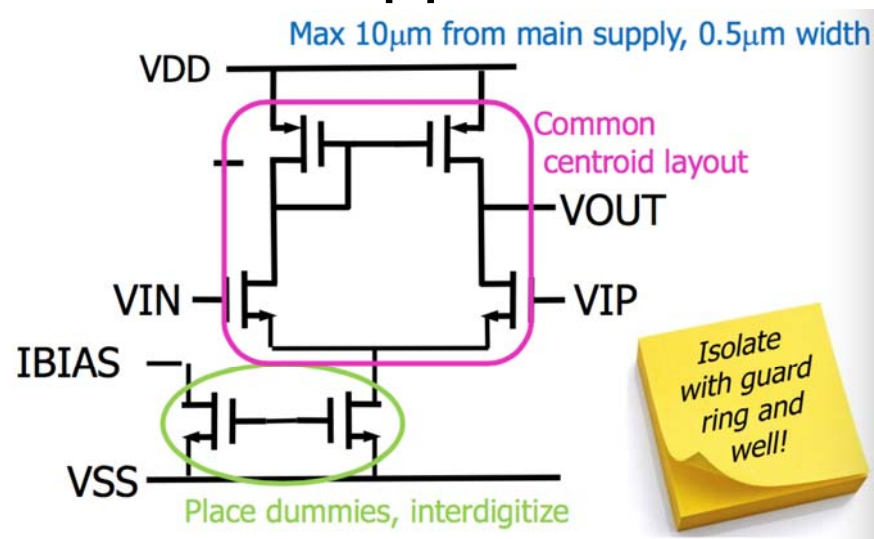 Max 10μm from main supply, 0.5μm width
VDD
Common
centroid layout
VOUT
VIN
VIP
IBIAS
Isolate
with guard
ring and
well!
VSS
Place dummies, interdigitize